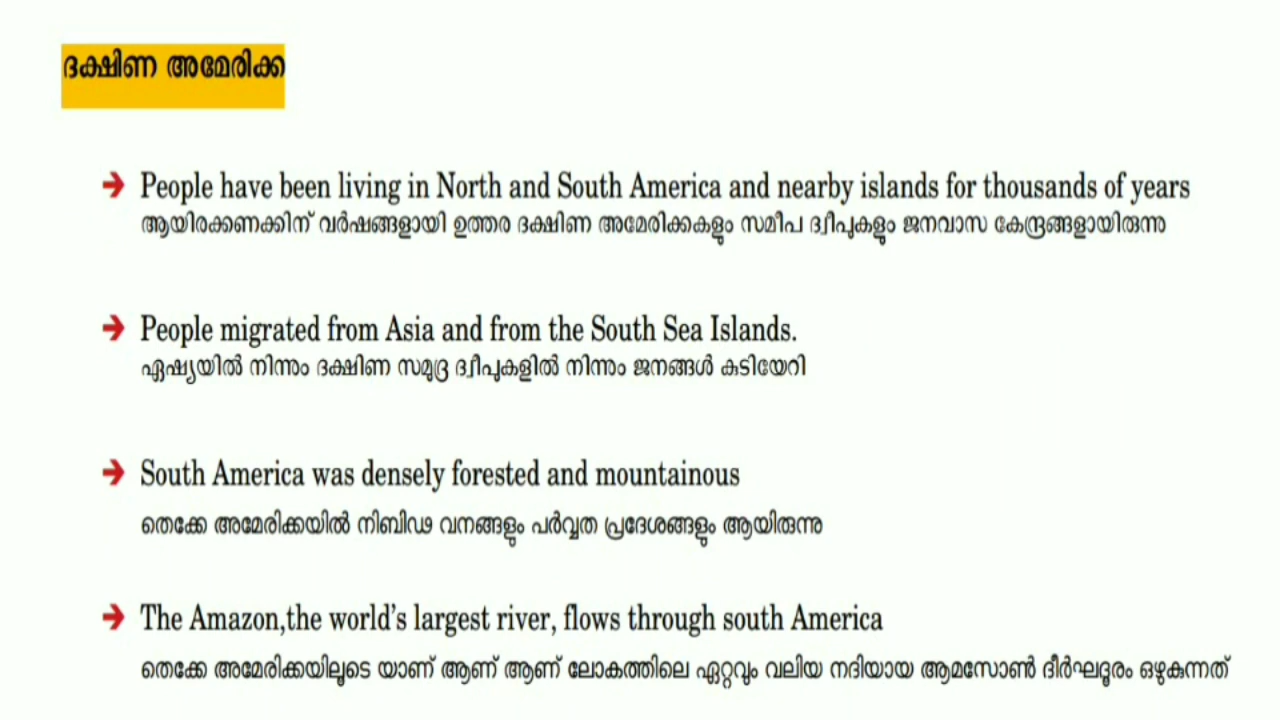 ദക്ഷിണ അമേരിക്ക
➔ People have been living in North and South America and nearby islands for thousands of years
ആയിരക്കണക്കിന് വർഷങ്ങളായി ഉത്തര ദക്ഷിണ അമേരിക്കകളും സമീപ ദ്വീപുകളും ജനവാസ കേന്ദ്രങ്ങളായിരുന്നു
➔ People migrated from Asia and from the South Sea Islands.
ഏഷ്യയിൽ നിന്നും ദക്ഷിണ സമുദ്ര ദ്വീപുകളിൽ നിന്നും ജനങ്ങൾ കുടിയേറി
➔ South America was densely forested and mountainous
തെക്കേ അമേരിക്കയിൽ നിബിഢ വനങ്ങളും പർവ്വത പ്രദേശങ്ങളും ആയിരുന്നു
➔ The Amazon,the world’s largest river, flows through south America
തെക്കേ അമേരിക്കയിലൂടെ യാണ് ആണ് ആണ് ലോകത്തിലെ ഏറ്റവും വലിയ നദിയായ ആമസോൺ ദീർഘദൂരം ഒഴുകുന്നത്